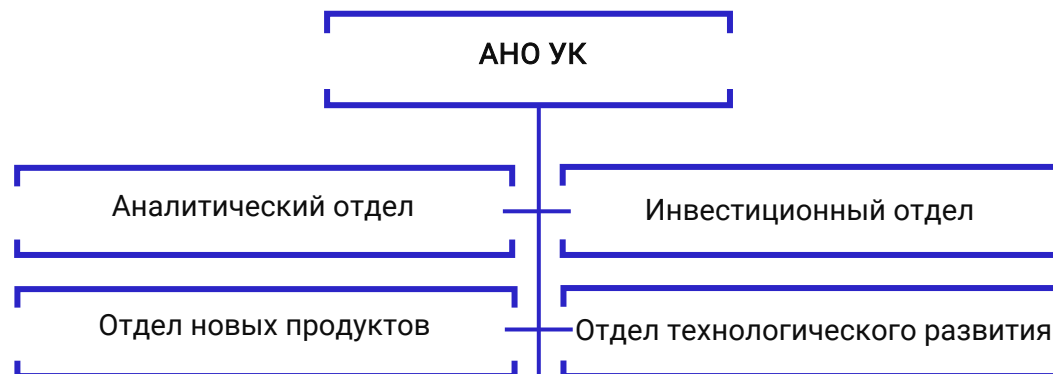 АНО УК
Аналитический отдел
Инвестиционный отдел
Отдел новых продуктов
Отдел технологического развития